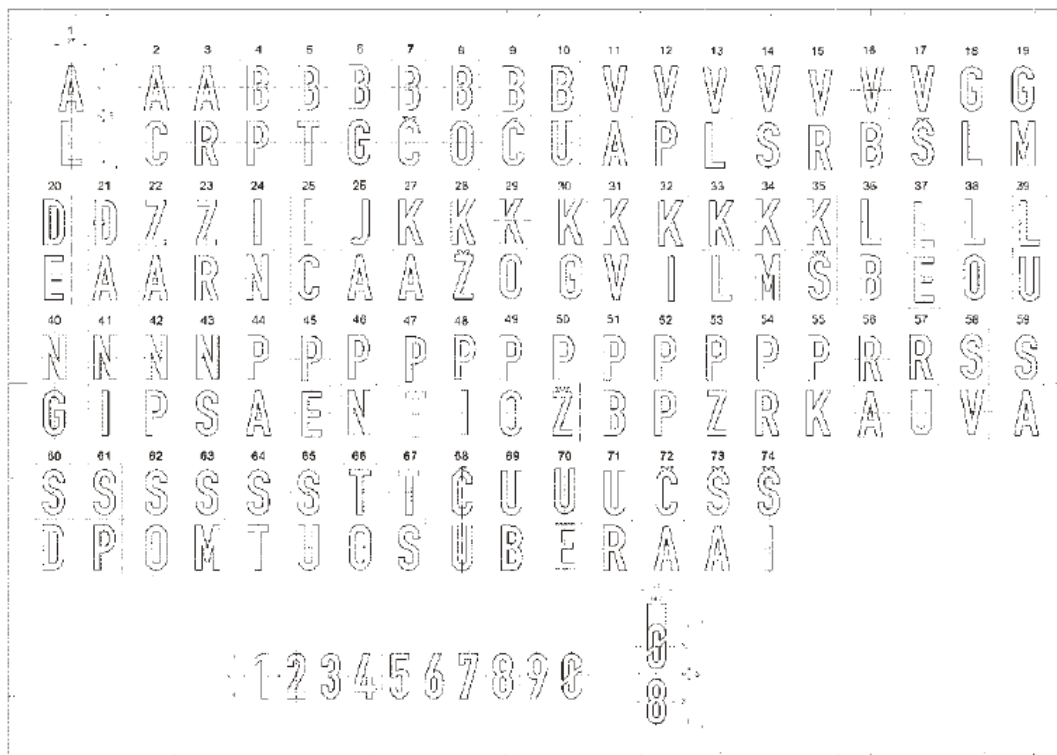 1 2 3 4 5 6 7 8 9 10 11 12 13 14 15 16 17 18 19
A A A B B B B B B B V V V V V V V G G
L C R P T G Č O Ć U A P L S R B Š L M
20 21 22 23 24 25 26 27 28 29 30 31 32 33 34 35 36 37 38 39
D Đ Z Z I I J K K K K K K K K K L L L L
E A A R N C A A Ž O G V I L M Š B E O U
40 41 42 43 44 45 46 47 48 49 50 51 52 53 54 55 56 57 58 59
N N N N P P P P P P P P P P P P R R S S
G I P S A E N T I O Ž B P Z R K A U V A
60 61 62 63 64 65 66 67 68 69 70 71 72 73 74
S S S S S S T T Ć U U U Č Š Š
D P O M T U O S U B E R A A I
1 2 3 4 5 6 7 8 9 0
8